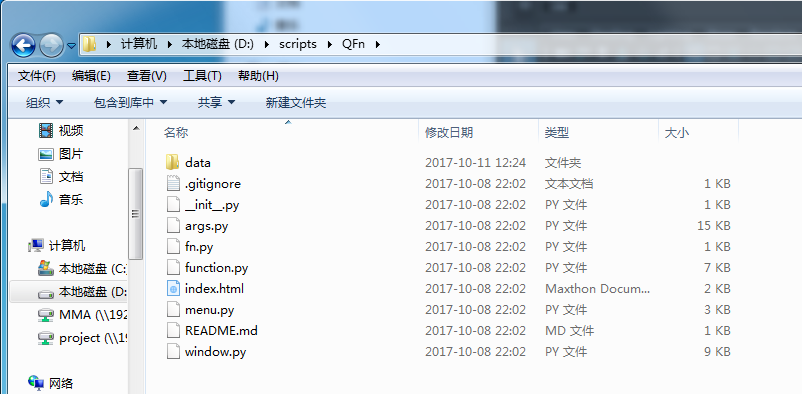 计算机 本地磁盘 (D:) scripts QFn
文件(F) 编辑(E) 查看(V) 工具(T) 帮助(H)
组织 包含到库中 共享 新建文件夹
视频
图片
文档
音乐
计算机
本地磁盘 (C:)
本地磁盘 (D:
MMA (\\192
project (\\19
网络
名称 修改日期 类型 大小
data 2017-10-11 12:24 文件夹
.gitignore 2017-10-08 22:02 文本文档 1 KB
__init__.py 2017-10-08 22:02 PY 文件 1 KB
args.py 2017-10-08 22:02 PY 文件 15 KB
fn.py 2017-10-08 22:02 PY 文件 1 KB
function.py 2017-10-08 22:02 PY 文件 7 KB
index.html 2017-10-08 22:02 Maxthon Docum... 2 KB
menu.py 2017-10-08 22:02 PY 文件 3 KB
README.md 2017-10-08 22:02 MD 文件 1 KB
window.py 2017-10-08 22:02 PY 文件 9 KB